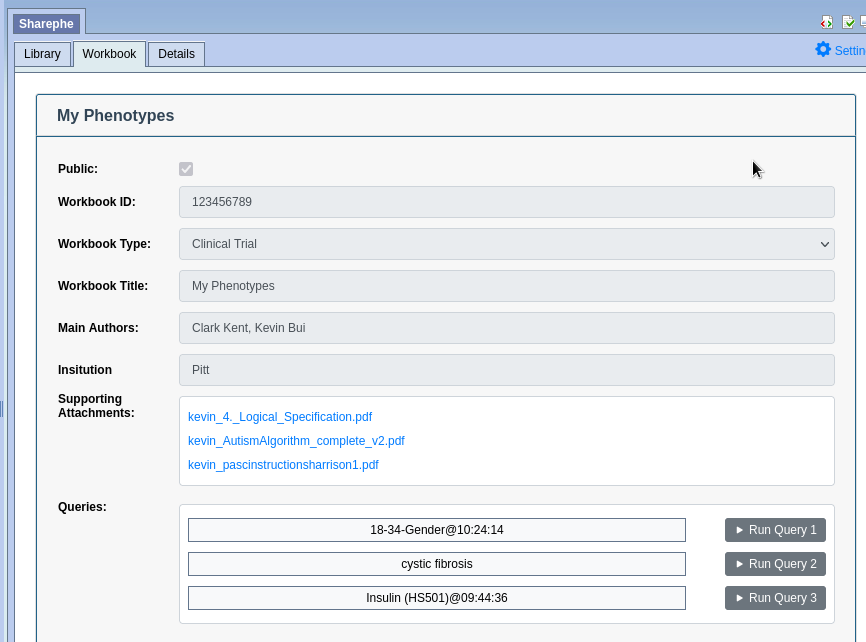 Sharephe
Library Workbook Details
Settin
My Phenotypes
Public:
Workbook ID: 123456789
Workbook Type: Clinical Trial
Workbook Title: My Phenotypes
Main Authors: Clark Kent, Kevin Bui
Insitution Pitt
Supporting
Attachments:
kevin_4._Logical_Specification.pdf
kevin_AutismAlgorithm_complete_v2.pdf
kevin_pascinstructionsharrison1.pdf
Queries:
18-34-Gender@10:24:14 Run Query 1
cystic fibrosis Run Query 2
Insulin (HS501)@09:44:36 Run Query 3